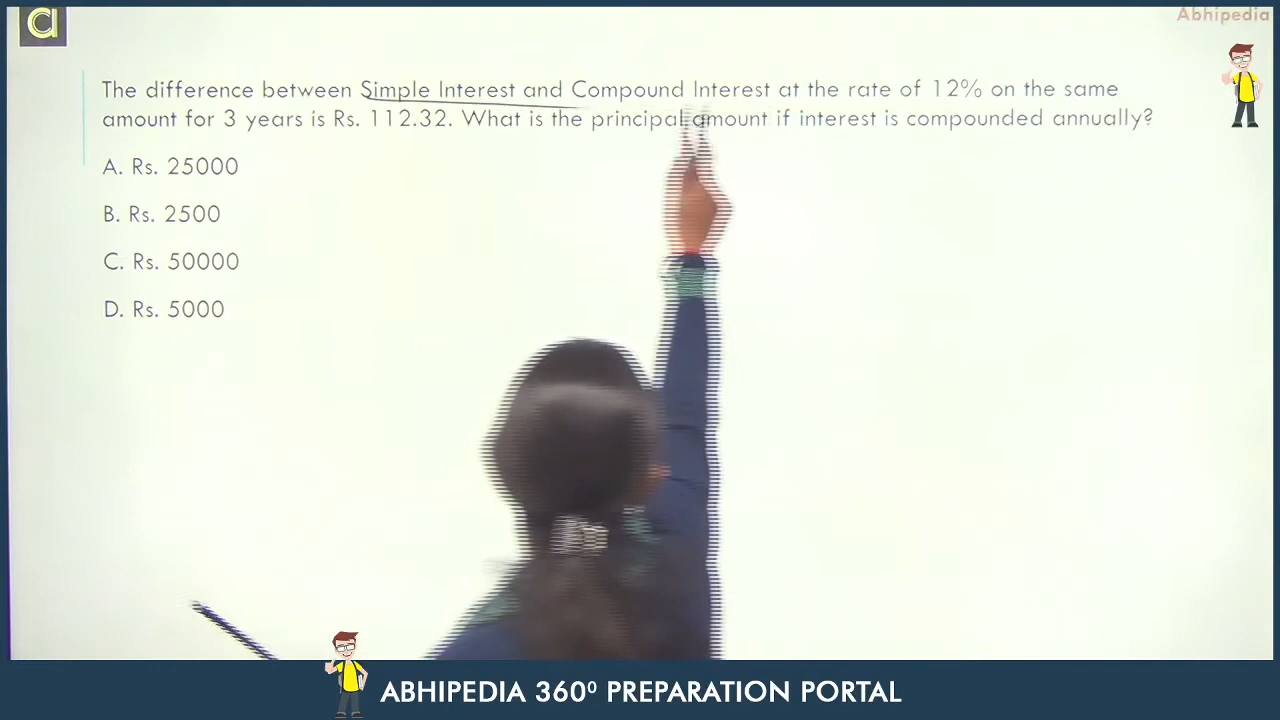 a
Abhipedia
The difference between Simple Interest and Compound Interest at the rate of 12% on the same
amount for 3 years is Rs. 112.32. What is the principal amount if interest is compounded annually?
A. Rs. 25000
B. Rs. 2500
C. Rs. 50000
D. Rs. 5000
ABHIPEDIA 360⁰ PREPARATION PORTAL